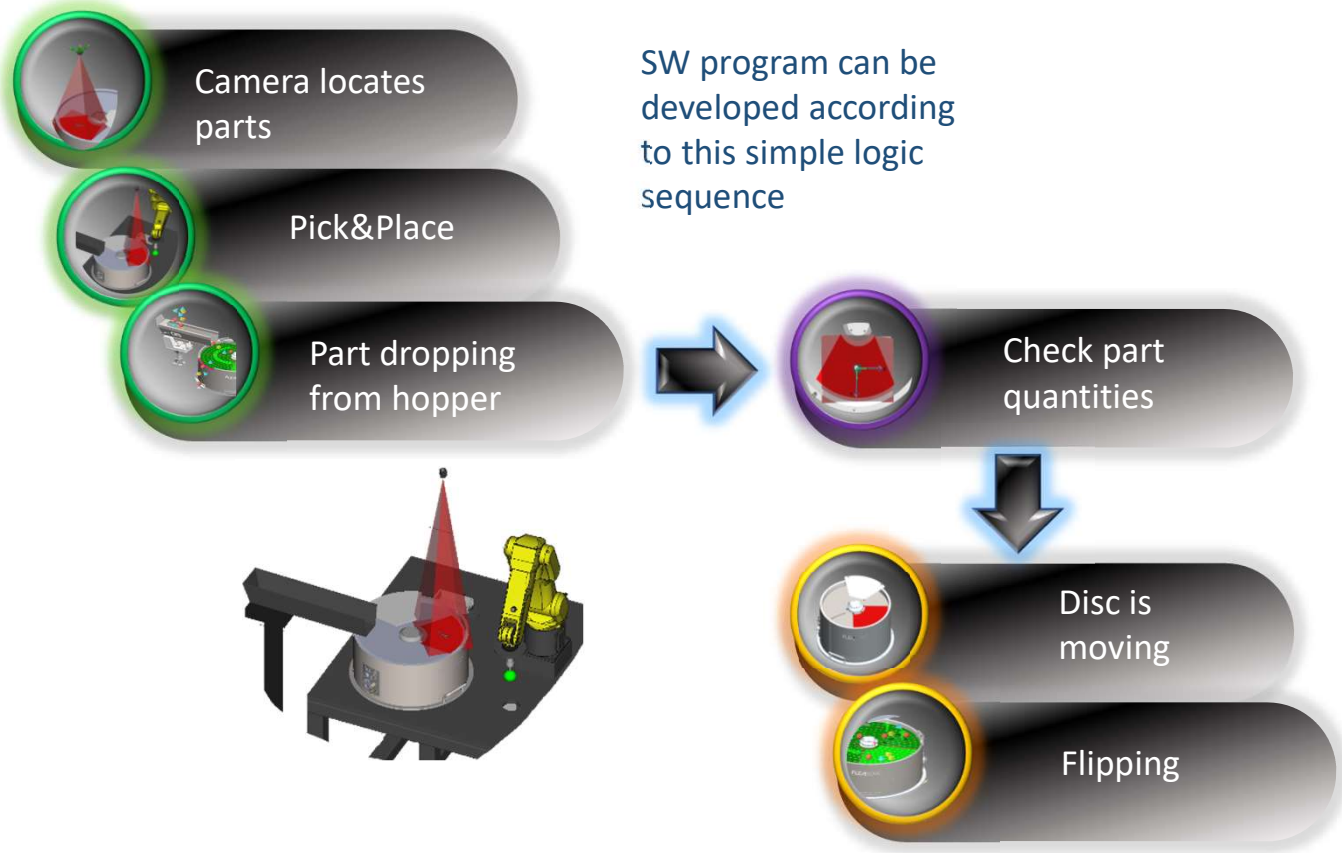 Camera locates
parts
SW program can be
developed according
to this simple logic
sequence
Pick&Place
Part dropping
from hopper
Check part
quantities
Disc is
moving
Flipping